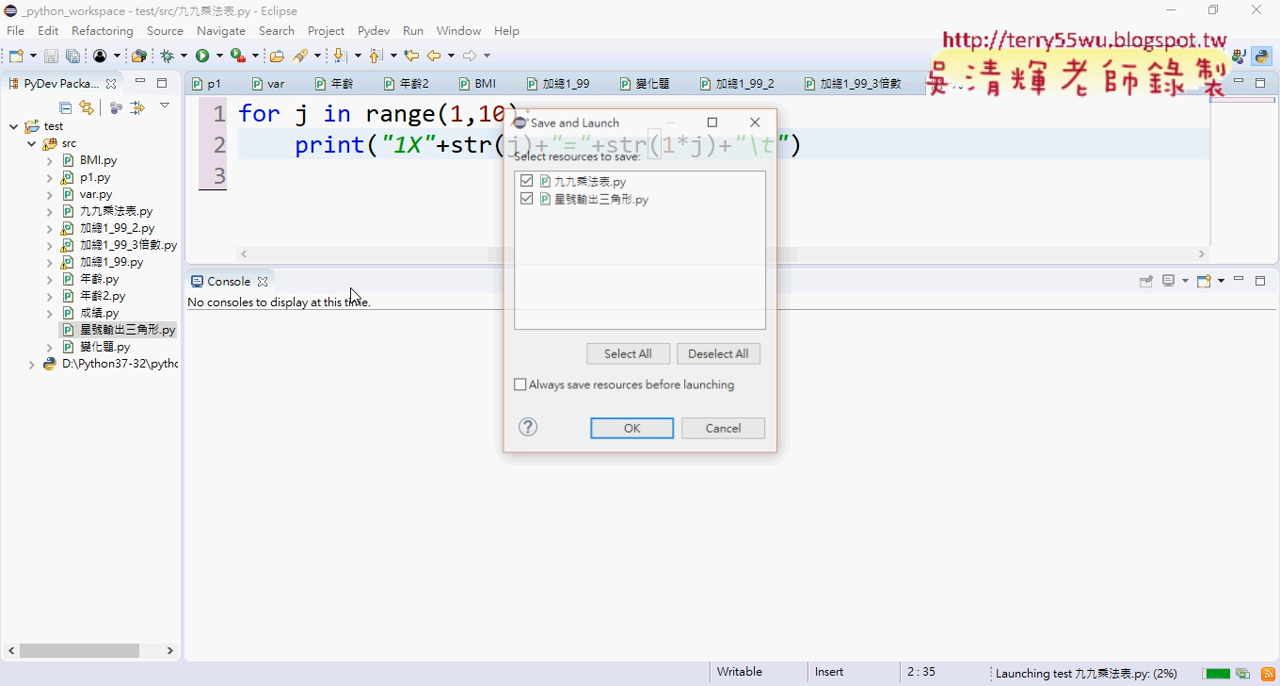 _python_workspace - test/src/九九乘法表.py - Eclipse
File Edit Refactoring Source Navigate Search Project Pydev Run Window Help
http://terry55wu.blogspot.tw
吳清輝老師錄製
PyDev Packa...
p1 var 年齡 年齡2 BMI 加總1_99 變化題 加總1_99_2 加總1_99_3倍數
test
src
BMI.py
p1.py
var.py
九九乘法表.py
加總1_99_2.py
加總1_99_3倍數.py
加總1_99.py
年齡.py
年齡2.py
成績.py
星號輸出三角形.py
變化題.py
D:\Python37-32\pytho
1 for j in range(1,10)
2 print("1X"+str(j)+"="+str(1*j)+"\t")
3
Save and Launch
Select resources to save:
九九乘法表.py
星號輸出三角形.py
Select All Deselect All
Always save resources before launching
OK Cancel
Console
No consoles to display at this time.
Writable Insert 2 : 35 Launching test 九九乘法表.py: (2%)